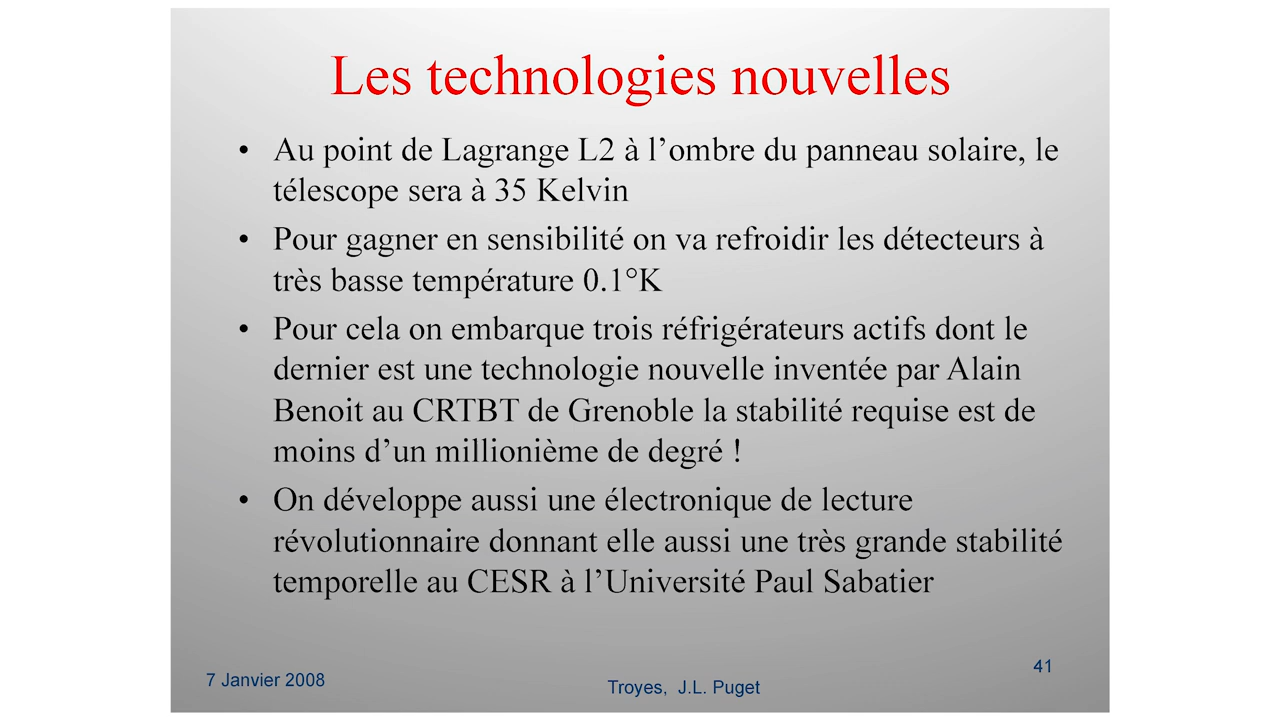 Les technologies nouvelles
• Au point de Lagrange L2 à l’ombre du panneau solaire, le
télescope sera à 35 Kelvin
• Pour gagner en sensibilité on va refroidir les détecteurs à
très basse température 0.1°K
• Pour cela on embarque trois réfrigérateurs actifs dont le
dernier est une technologie nouvelle inventée par Alain
Benoit au CRTBT de Grenoble la stabilité requise est de
moins d’un millionième de degré !
• On développe aussi une électronique de lecture
révolutionnaire donnant elle aussi une très grande stabilité
temporelle au CESR à l’Université Paul Sabatier
7 Janvier 2008
Troyes, J.L. Puget
41